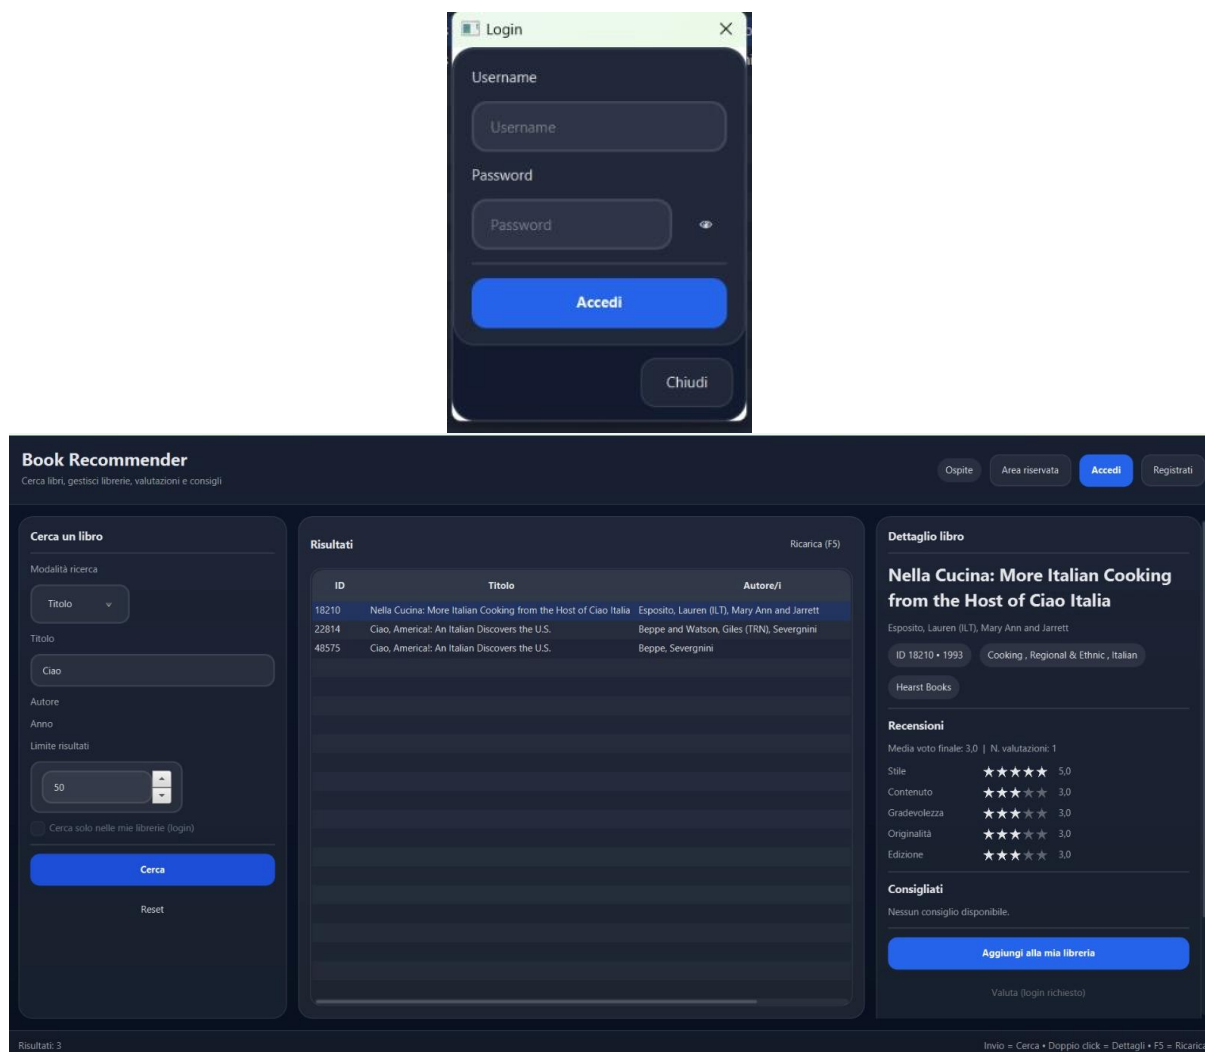 Login
Username
Username
Password
Password
Accedi
Chiudi
Book Recommender
Cerca libri, gestisci librerie, valutazioni e consigli
Ospite
Area riservata
Accedi
Registrati
Cerca un libro
Modalità ricerca
Titolo
Titolo
Ciao
Autore
Anno
Limite risultati
50
Cerca solo nelle mie librerie (login)
Cerca
Reset
Risultati
Ricarica (F5)
ID Titolo Autore/i
18210 Nella Cucina: More Italian Cooking from the Host of Ciao Italia Esposito, Lauren (ILT), Mary Ann and Jarrett
22814 Ciao, America!: An Italian Discovers the U.S. Beppe and Watson, Giles (TRN), Severgnini
48575 Ciao, America!: An Italian Discovers the U.S. Beppe, Severgnini
Dettaglio libro
Nella Cucina: More Italian Cooking
from the Host of Ciao Italia
Esposito, Lauren (ILT), Mary Ann and Jarrett
ID 18210 • 1993
Cooking , Regional & Ethnic , Italian
Hearst Books
Recensioni
Media voto finale: 3,0 | N. valutazioni: 1
Stile ★★★★★ 5,0
Contenuto ★★★★★ 3,0
Gradevolezza ★★★★★ 3,0
Originalità ★★★★★ 3,0
Edizione ★★★★★ 3,0
Consigliati
Nessun consiglio disponibile.
Aggiungi alla mia libreria
Valuta (login richiesto)
Risultati: 3
Invio = Cerca • Doppio click = Dettagli • F5 = Ricarica